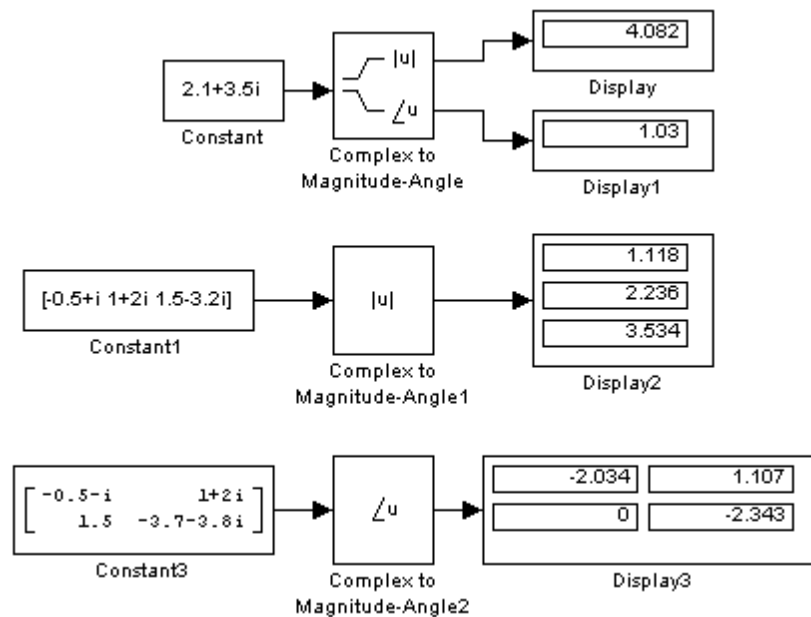 4.082
|u|
2.1+3.5i
∠u
Display
Constant
1.03
Complex to
Magnitude-Angle
Display1
1.118
[-0.5+i 1+2i 1.5-3.2i]
|u|
2.236
3.534
Constant1
Complex to
Magnitude-Angle1
Display2
-0.5-i 1+2i
1.5 -3.7-3.8i
∠u
-2.034 1.107
0 -2.343
Constant3
Complex to
Magnitude-Angle2
Display3